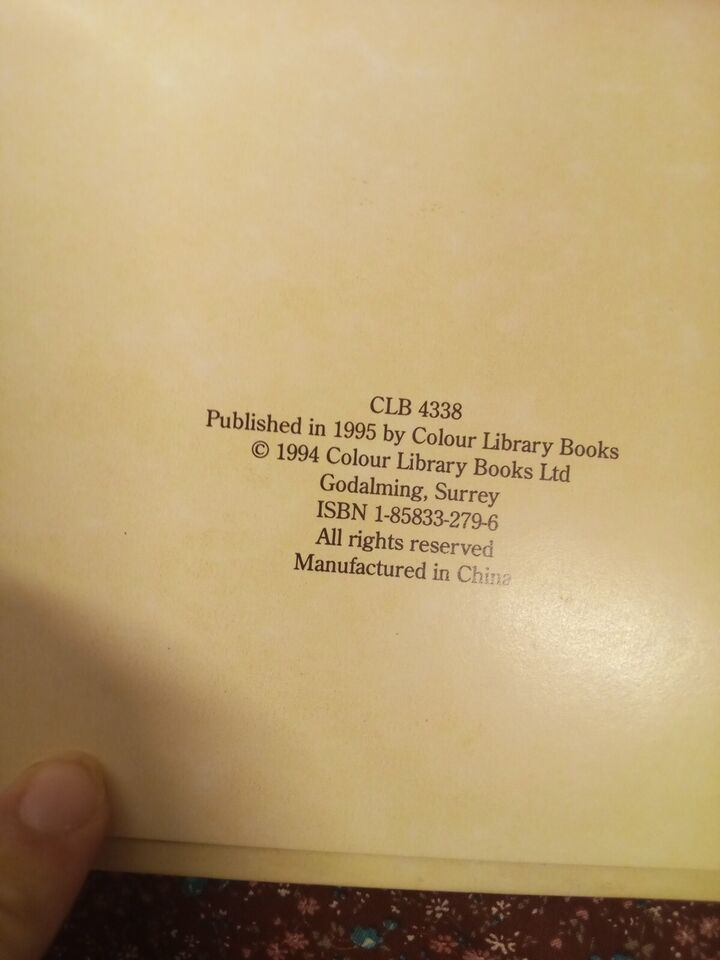 CLB 4338
Published in 1995 by Colour Library Books
© 1994 Colour Library Books Ltd
Godalming, Surrey
ISBN 1-85833-279-6
All rights reserved
Manufactured in China